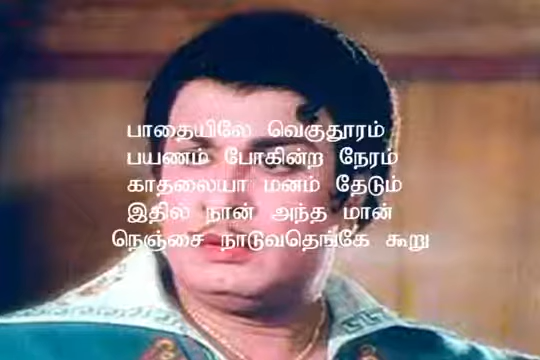 பாதையிலே வெகுதூரம்
பயணம் போகின்ற நேரம்
காதலையா மனம் தேடும்
இதில் நான் அந்த மான்
நெஞ்சை நாடுவதெங்கே கூறு